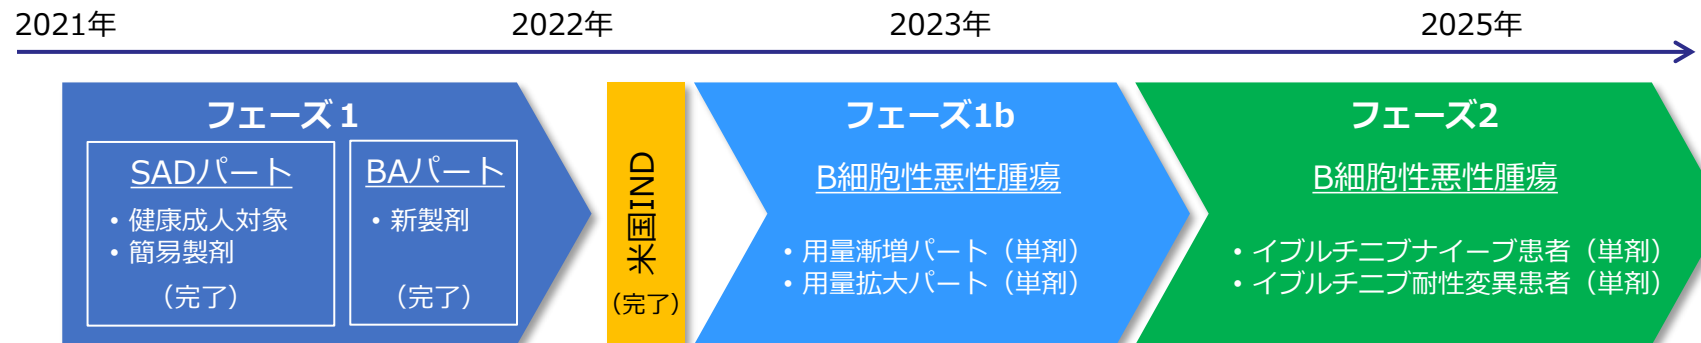 2021年
2022年
2023年
2025年
フェーズ１
SADパート
・健康成人対象
・簡易製剤
（完了）
BAパート
・新製剤
（完了）
米国IND
（完了）
フェーズ1b
B細胞性悪性腫瘍
・用量漸増パート（単剤）
・用量拡大パート（単剤）
フェーズ2
B細胞性悪性腫瘍
・イブルチニブナイーブ患者（単剤）
・イブルチニブ耐性変異患者（単剤）